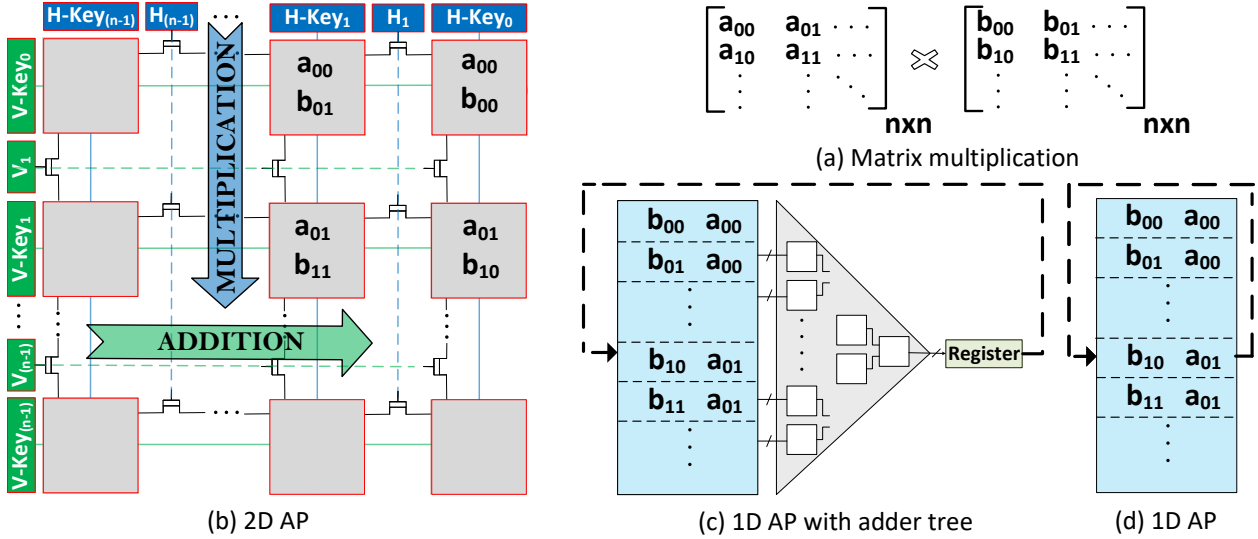 H-Key(n-1) H(n-1) ... H-Key1 H1 H-Key0
V-Key0
V1
V-Key1
V(n-1)
V-Key(n-1)
MULTIPLICATION
ADDITION
a00
b01
a00
b00
a01
b11
a01
b10
(b) 2D AP
a00 a01 ...
a10 a11 ...
nxn
×
b00 b01 ...
b10 b11 ...
nxn
(a) Matrix multiplication
b00 a00
b01 a00
b10 a01
b11 a01
Register
(c) 1D AP with adder tree
b00 a00
b01 a00
b10 a01
b11 a01
(d) 1D AP